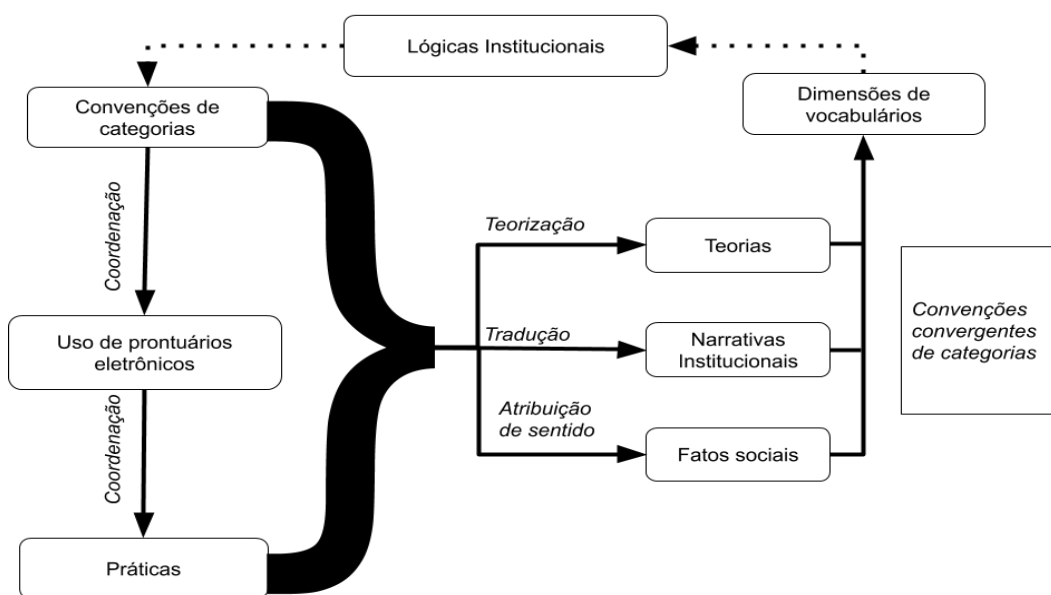 Lógicas Institucionais
Convenções de
categorias
Dimensões de
vocabulários
Coordenação
Teorização
Teorias
Uso de prontuários
eletrônicos
Tradução
Narrativas
Institucionais
Convenções
convergentes
de categorias
Coordenação
Atribuição
de sentido
Fatos sociais
Práticas